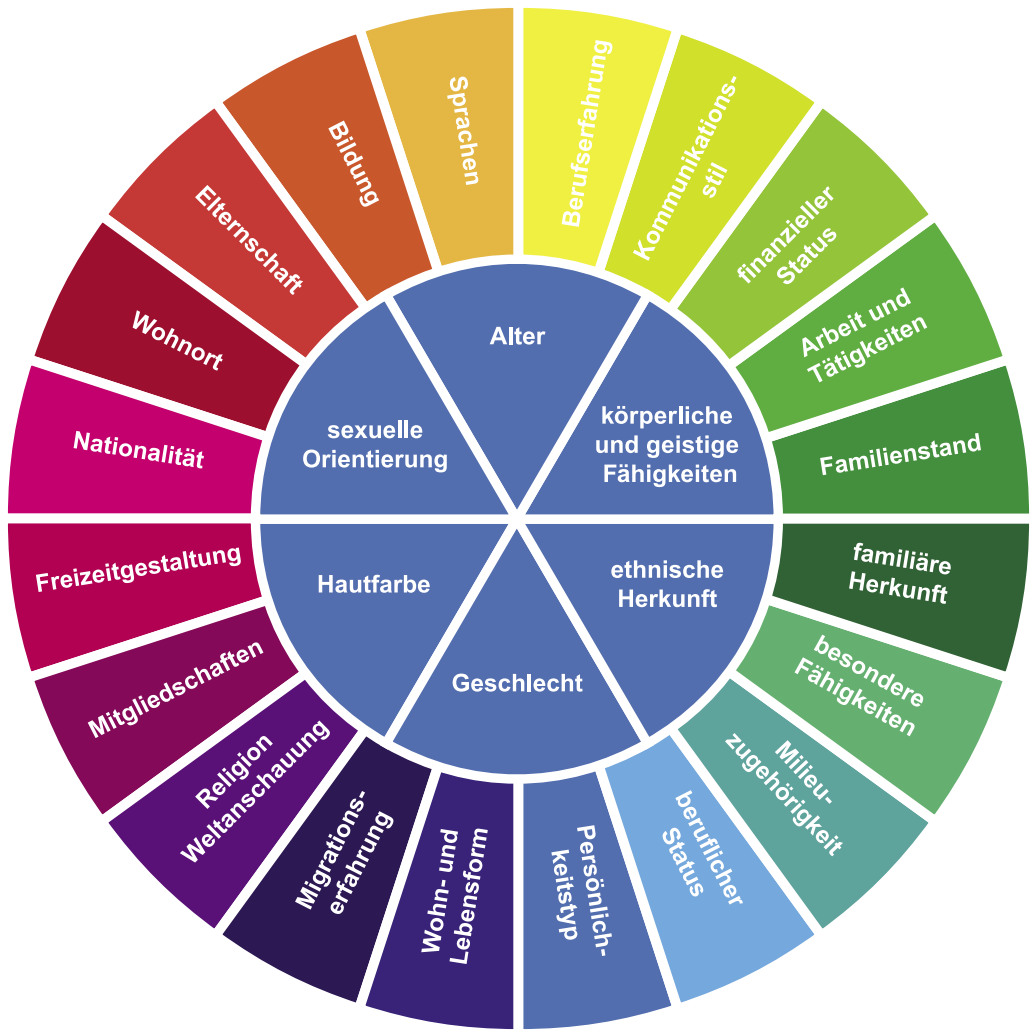 Berufserfahrung
Kommunikations-
stil
finanzieller
Status
Arbeit und
Tätigkeiten
Familienstand
familiäre
Herkunft
besondere
Fähigkeiten
Milieu-
zugehörigkeit
beruflicher
Status
Persönlich-
keitstyp
Wohn- und
Lebensform
Migrations-
erfahrung
Religion
Weltanschauung
Mitgliedschaften
Freizeitgestaltung
Nationalität
Wohnort
Elternschaft
Bildung
Sprachen
Alter
körperliche
und geistige
Fähigkeiten
ethnische
Herkunft
Geschlecht
Hautfarbe
sexuelle
Orientierung